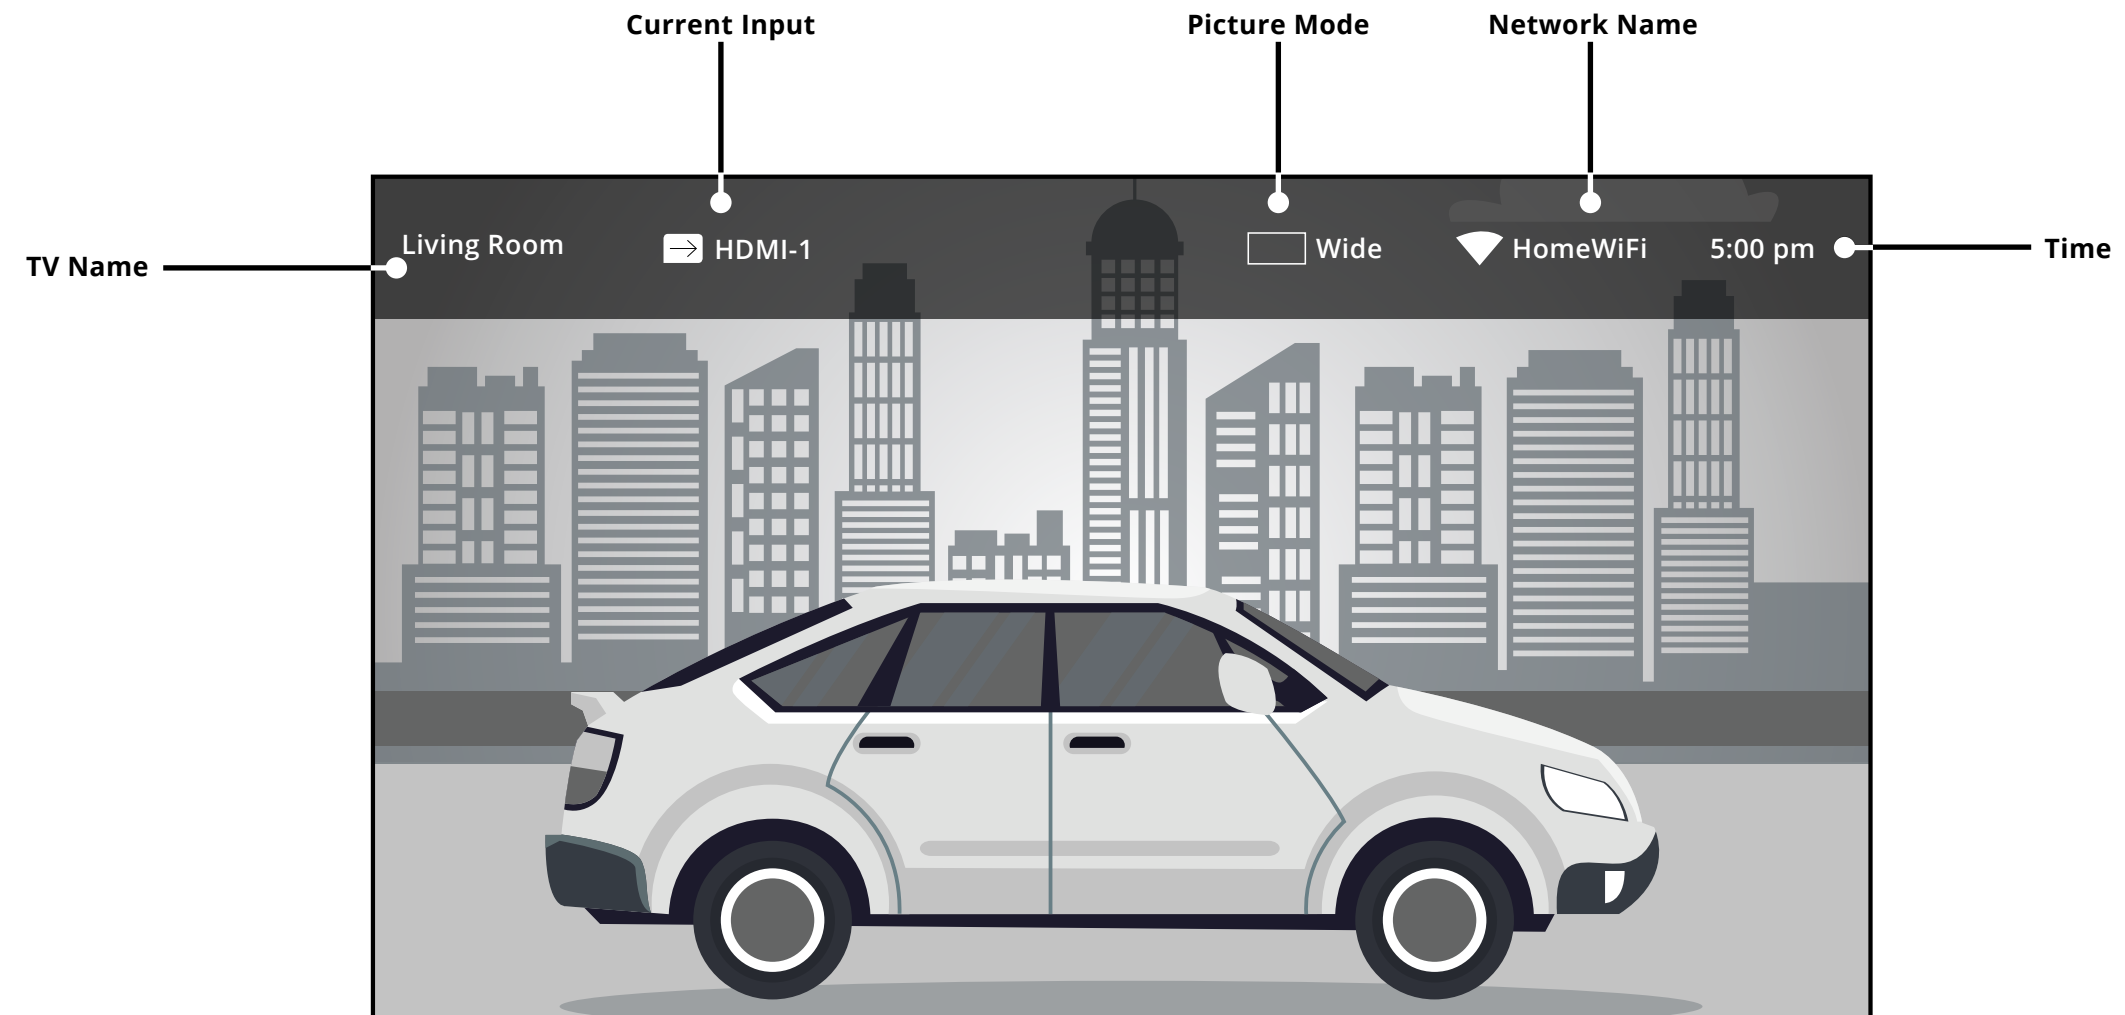 Current Input
Picture Mode
Network Name
TV Name
Living Room
HDMI-1
Wide
HomeWiFi
5:00 pm
Time